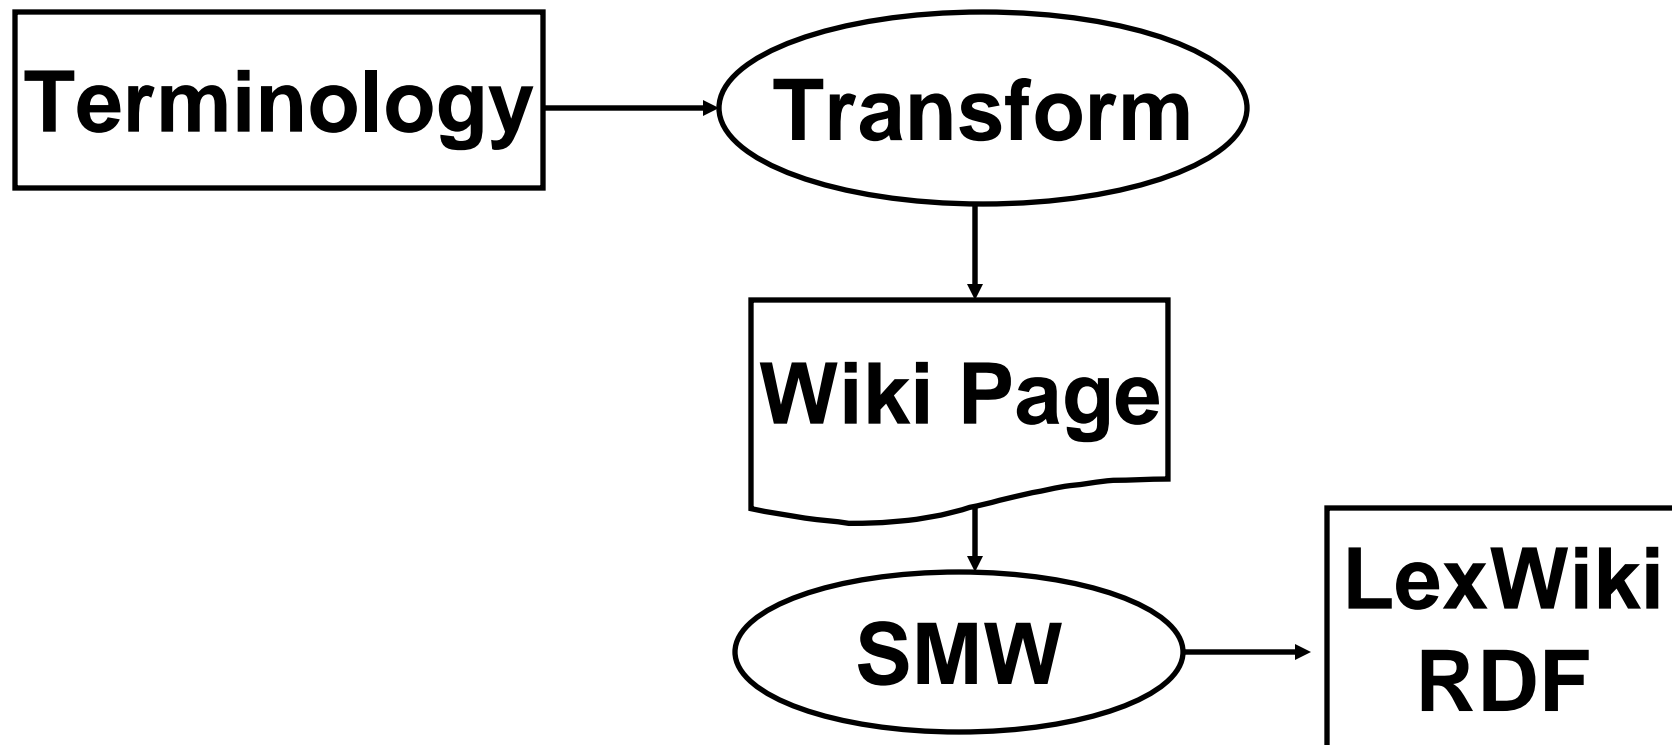 Terminology
Transform
Wiki Page
SMW
LexWiki
RDF